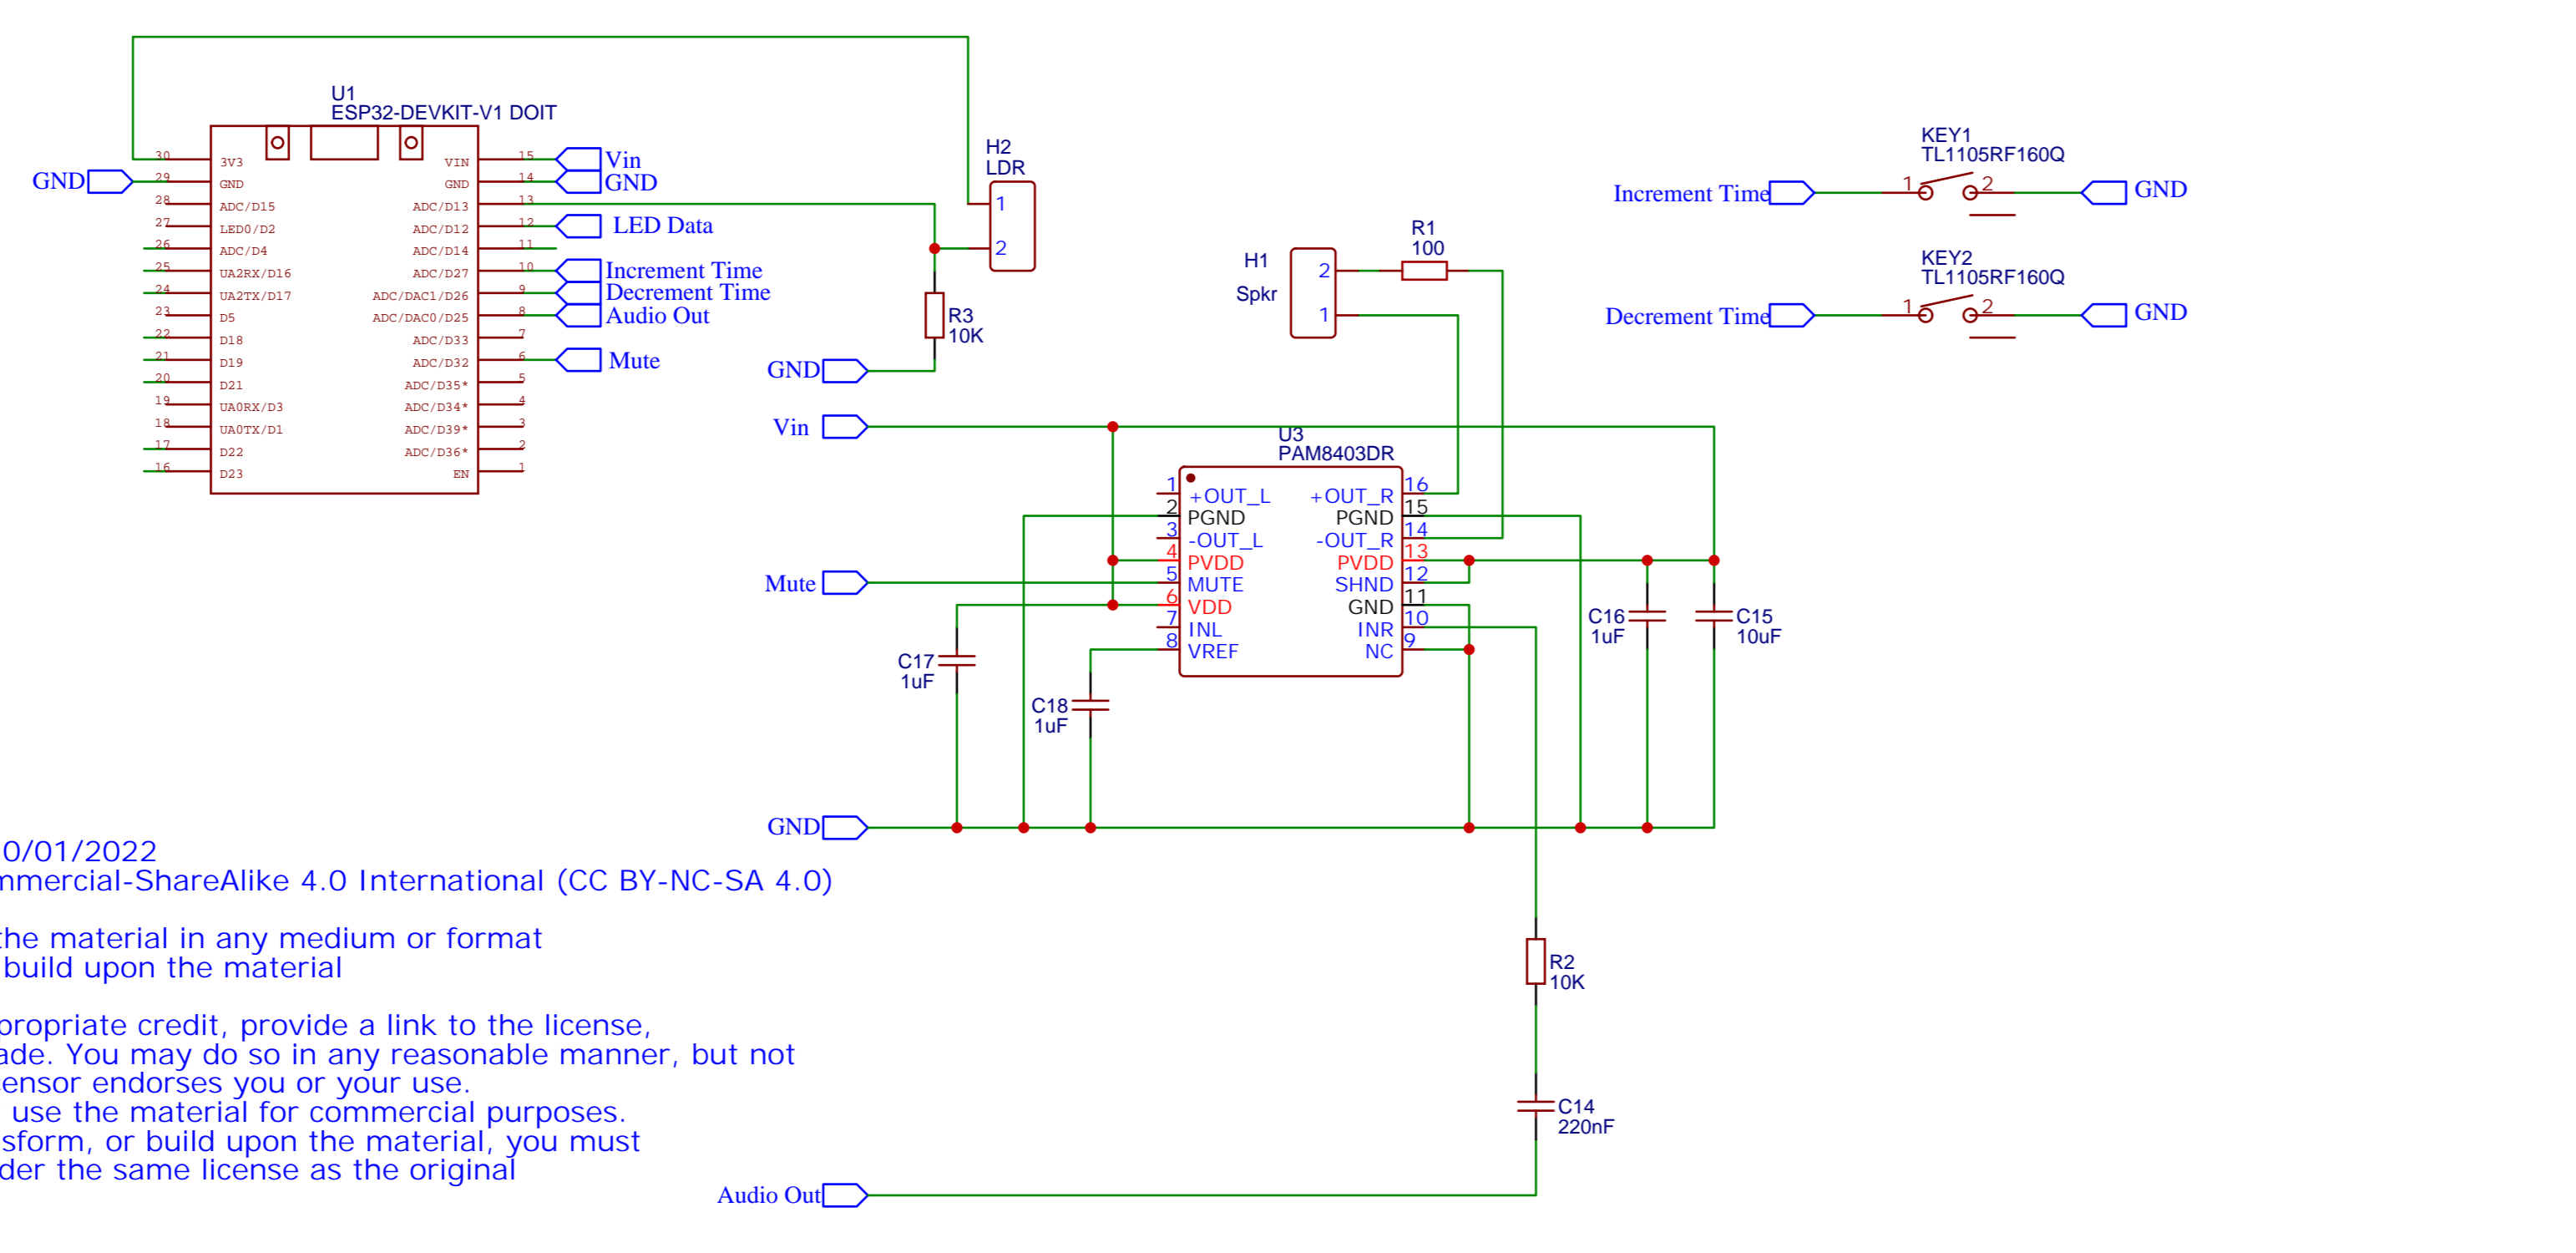 U1
ESP32-DEVKIT-V1 DOIT
30
3V3
VIN
15
Vin
GND
29
GND
GND
14
GND
28
ADC/D15
ADC/D13
13
27
LED0/D2
ADC/D12
12
LED Data
26
ADC/D4
ADC/D14
11
25
UA2RX/D16
ADC/D27
10
Increment Time
24
UA2TX/D17
ADC/DAC1/D26
9
Decrement Time
23
D5
ADC/DAC0/D25
8
Audio Out
22
D18
ADC/D33
7
21
D19
ADC/D32
6
Mute
20
D21
ADC/D35*
5
19
UA0RX/D3
ADC/D34*
4
18
UA0TX/D1
ADC/D39*
3
17
D22
ADC/D36*
2
16
D23
EN
1
H2
LDR
1
2
R3
10K
GND
H1
Spkr
2
1
R1
100
KEY1
TL1105RF160Q
Increment Time
1
2
GND
KEY2
TL1105RF160Q
Decrement Time
1
2
GND
Vin
U3
PAM8403DR
1
+OUT_L
+OUT_R
16
2
PGND
PGND
15
3
-OUT_L
-OUT_R
14
4
PVDD
PVDD
13
Mute
5
MUTE
SHND
12
6
VDD
GND
11
7
INL
INR
10
8
VREF
NC
9
C17
1uF
C18
1uF
C16
1uF
C15
10uF
GND
R2
10K
C14
220nF
Audio Out
0/01/2022
mmercial-ShareAlike 4.0 International (CC BY-NC-SA 4.0)
the material in any medium or format
build upon the material
propriate credit, provide a link to the license,
ade. You may do so in any reasonable manner, but not
censor endorses you or your use.
use the material for commercial purposes.
sform, or build upon the material, you must
der the same license as the original